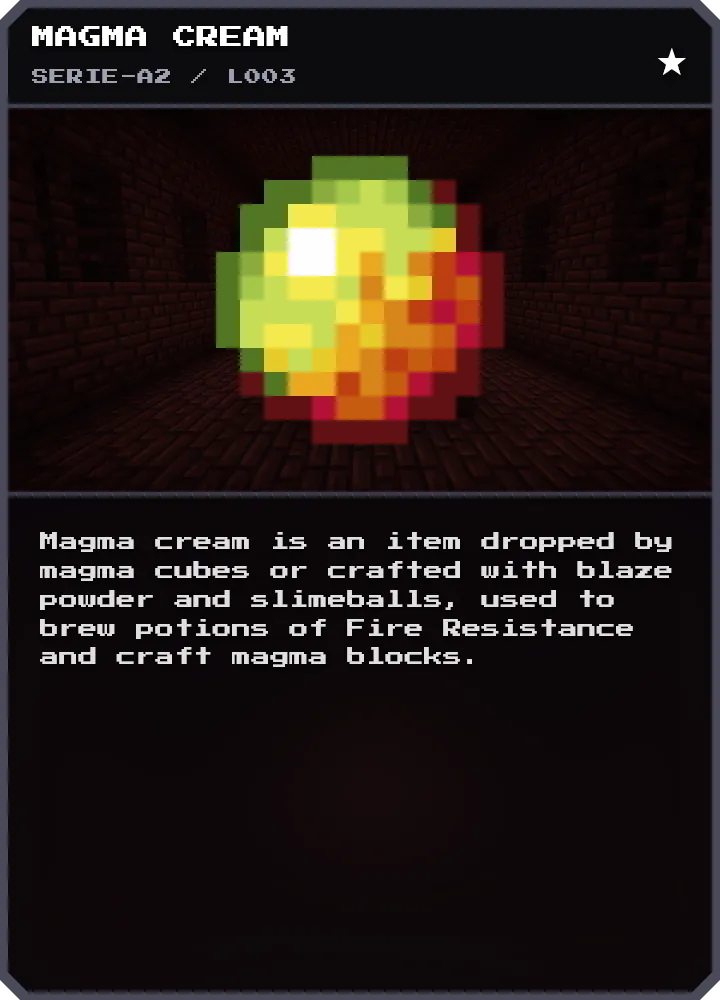 MAGMA CREAM
SERIE-A2 / L003
Magma cream is an item dropped by
magma cubes or crafted with blaze
powder and slimeballs, used to
brew potions of Fire Resistance
and craft magma blocks.